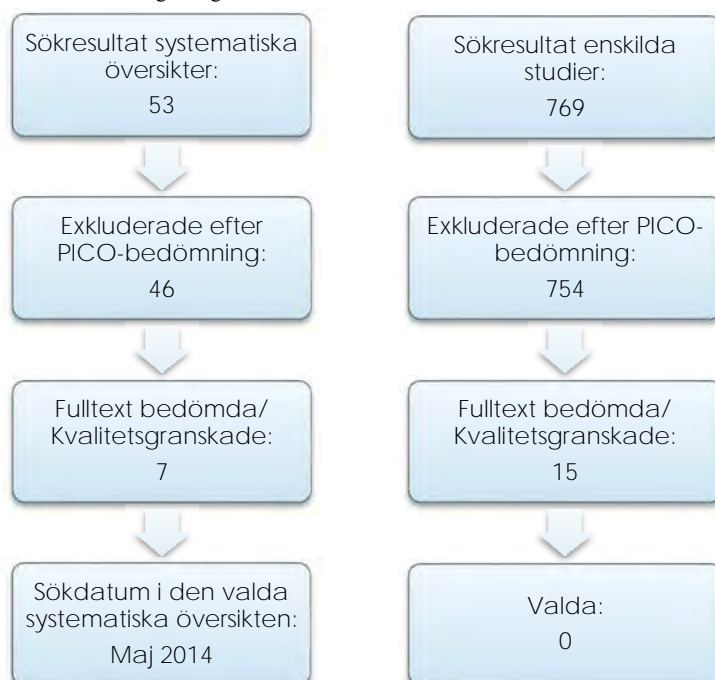 Sökresultat systematiska
översikter:
53
Exkluderade efter
PICO-bedömning:
46
Fulltext bedömda/
Kvalitetsgranskade:
7
Sökdatum i den valda
systematiska översikten:
Maj 2014
Sökresultat enskilda
studier:
769
Exkluderade efter PICO-
bedömning:
754
Fulltext bedömda/
Kvalitetsgranskade:
15
Valda:
0